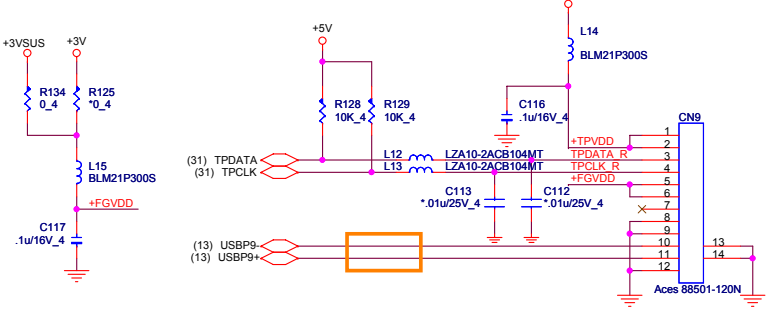 L14
BLM21P300S
+5V
+3VSUS
+3V
R134
0_4
R125
*0_4
R128
10K_4
R129
10K_4
C116
.1u/16V_4
CN9
1
+TPVDD
2
(31) TPDATA
L12
LZA10-2ACB104MT
TPDATA_R
3
(31) TPCLK
L13
LZA10-2ACB104MT
TPCLK_R
4
+FGVDD
5
6
7
8
9
10
11
12
13
14
L15
BLM21P300S
+FGVDD
C113
*.01u/25V_4
C112
*.01u/25V_4
C117
.1u/16V_4
(13) USBP9-
(13) USBP9+
Aces 88501-120N